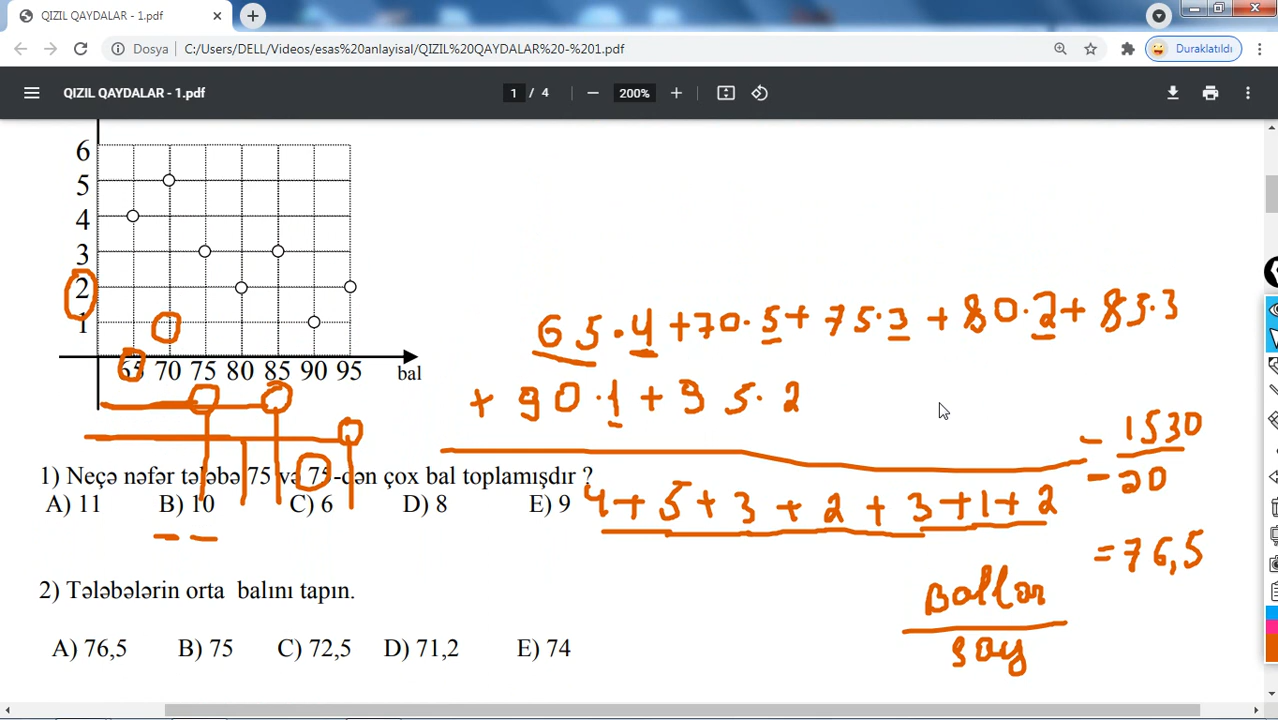 QIZIL QAYDALAR - 1.pdf
Dosya C:/Users/DELL/Videos/esas%20anlayisal/QIZIL%20QAYDALAR%20-%201.pdf Duraklatıldı
QIZIL QAYDALAR - 1.pdf 1 / 4 200%
6
5
4
3
2
1
65 70 75 80 85 90 95 bal
65·4+70·5+75·3+80·2+85·3
+90·1+95·2
4+5+3+2+3+1+2
= 1530
20
=76,5
Ballar
say
1) Neçə nəfər tələbə 75 və 75-dən çox bal toplamışdır ?
A) 11 B) 10 C) 6 D) 8 E) 9
2) Tələbələrin orta balını tapın.
A) 76,5 B) 75 C) 72,5 D) 71,2 E) 74